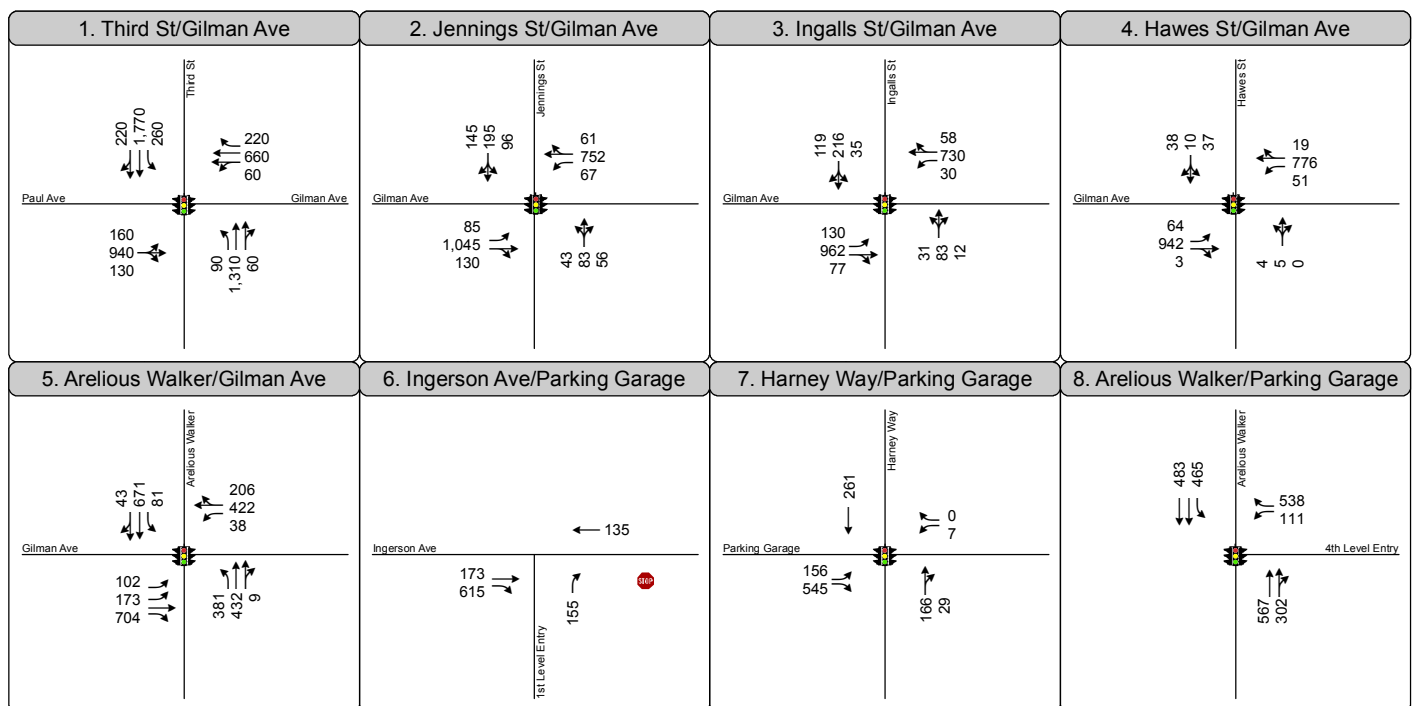 1. Third St/Gilman Ave
Third St
220
1,770
260
220
660
60
Paul Ave
Gilman Ave
160
940
130
90
1,310
60
2. Jennings St/Gilman Ave
Jennings St
145
195
96
61
752
67
Gilman Ave
85
1,045
130
43
83
56
3. Ingalls St/Gilman Ave
Ingalls St
119
216
35
58
730
30
Gilman Ave
130
962
77
31
83
12
4. Hawes St/Gilman Ave
Hawes St
38
10
37
19
776
51
Gilman Ave
64
942
3
4
5
0
5. Arelious Walker/Gilman Ave
Arelious Walker
43
671
81
206
422
38
Gilman Ave
102
173
704
381
432
9
6. Ingerson Ave/Parking Garage
135
Ingerson Ave
173
615
155
STOP
1st Level Entry
7. Harney Way/Parking Garage
Harney Way
261
0
7
Parking Garage
156
545
166
29
8. Arelious Walker/Parking Garage
Arelious Walker
483
465
538
111
4th Level Entry
567
302